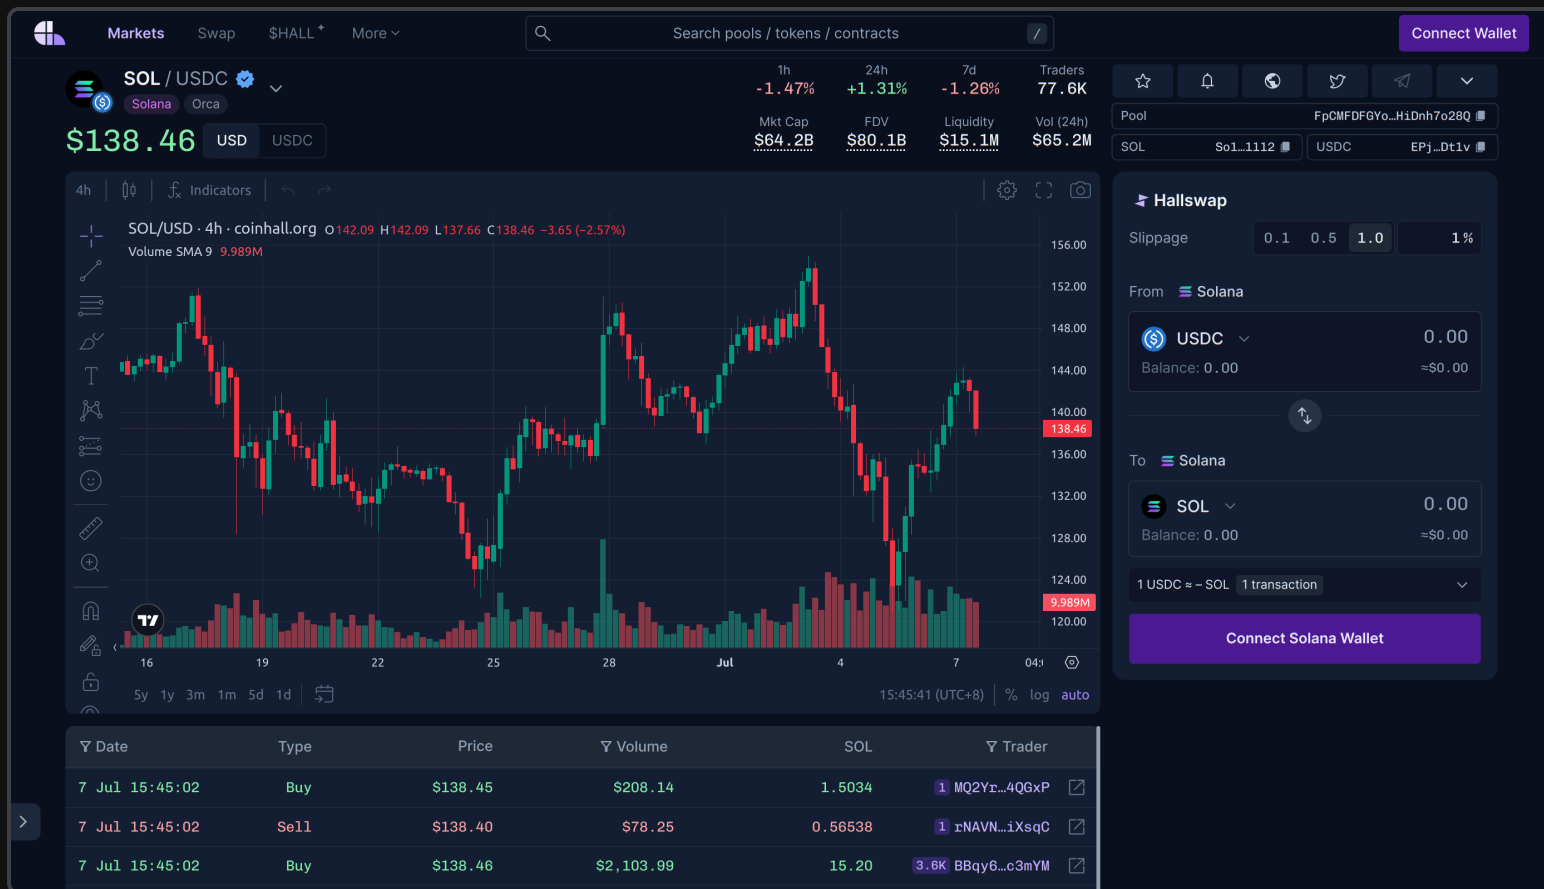 Markets Swap $HALL More Search pools / tokens / contracts / Connect Wallet
SOL / USDC
Solana Orca
$138.46 USD USDC
1h 24h 7d Traders
-1.47% +1.31% -1.26% 77.6K
Mkt Cap FDV Liquidity Vol (24h)
$64.2B $80.1B $15.1M $65.2M
Pool FpCMFDFGYo…HiDnh7o28Q
SOL So1…1112 USDC EPj…Dt1v
4h Indicators
SOL/USD · 4h · coinhall.org O142.09 H142.09 L137.66 C138.46 −3.65 (−2.57%)
Volume SMA 9 9.989M
156.00
152.00
148.00
144.00
140.00
138.46
136.00
132.00
128.00
124.00
9.989M
120.00
16 19 22 25 28 Jul 4 7 04:
5y 1y 3m 1m 5d 1d 15:45:41 (UTC+8) % log auto
Hallswap
Slippage 0.1 0.5 1.0 1 %
From Solana
USDC 0.00
Balance: 0.00 ≈$0.00
To Solana
SOL 0.00
Balance: 0.00 ≈$0.00
1 USDC ≈ – SOL 1 transaction
Connect Solana Wallet
Date Type Price Volume SOL Trader
7 Jul 15:45:02 Buy $138.45 $208.14 1.5034 1 MQ2Yr…4QGxP
7 Jul 15:45:02 Sell $138.40 $78.25 0.56538 1 rNAVN…iXsqC
7 Jul 15:45:02 Buy $138.46 $2,103.99 15.20 3.6K BBqy6…c3mYM